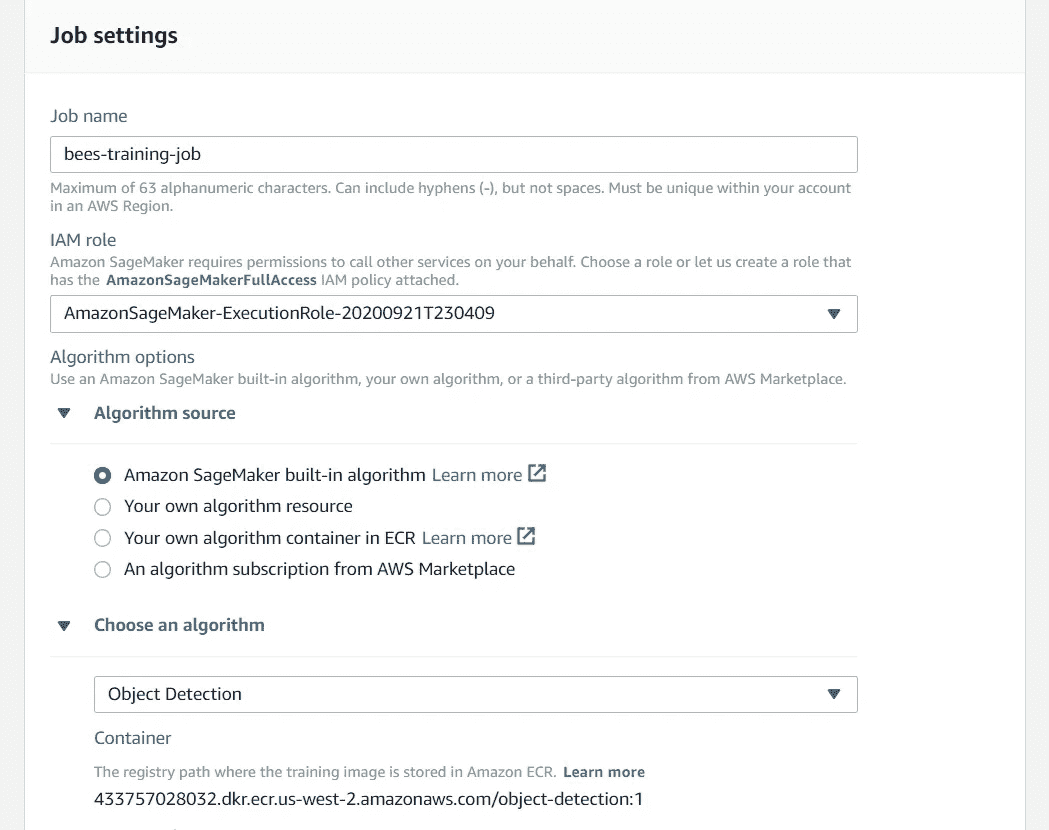 Job settings
Job name
bees-training-job
Maximum of 63 alphanumeric characters. Can include hyphens (-), but not spaces. Must be unique within your account
in an AWS Region.
IAM role
Amazon SageMaker requires permissions to call other services on your behalf. Choose a role or let us create a role that
has the AmazonSageMakerFullAccess IAM policy attached.
AmazonSageMaker-ExecutionRole-20200921T230409
Algorithm options
Use an Amazon SageMaker built-in algorithm, your own algorithm, or a third-party algorithm from AWS Marketplace.
Algorithm source
Amazon SageMaker built-in algorithm Learn more
Your own algorithm resource
Your own algorithm container in ECR Learn more
An algorithm subscription from AWS Marketplace
Choose an algorithm
Object Detection
Container
The registry path where the training image is stored in Amazon ECR. Learn more
433757028032.dkr.ecr.us-west-2.amazonaws.com/object-detection:1